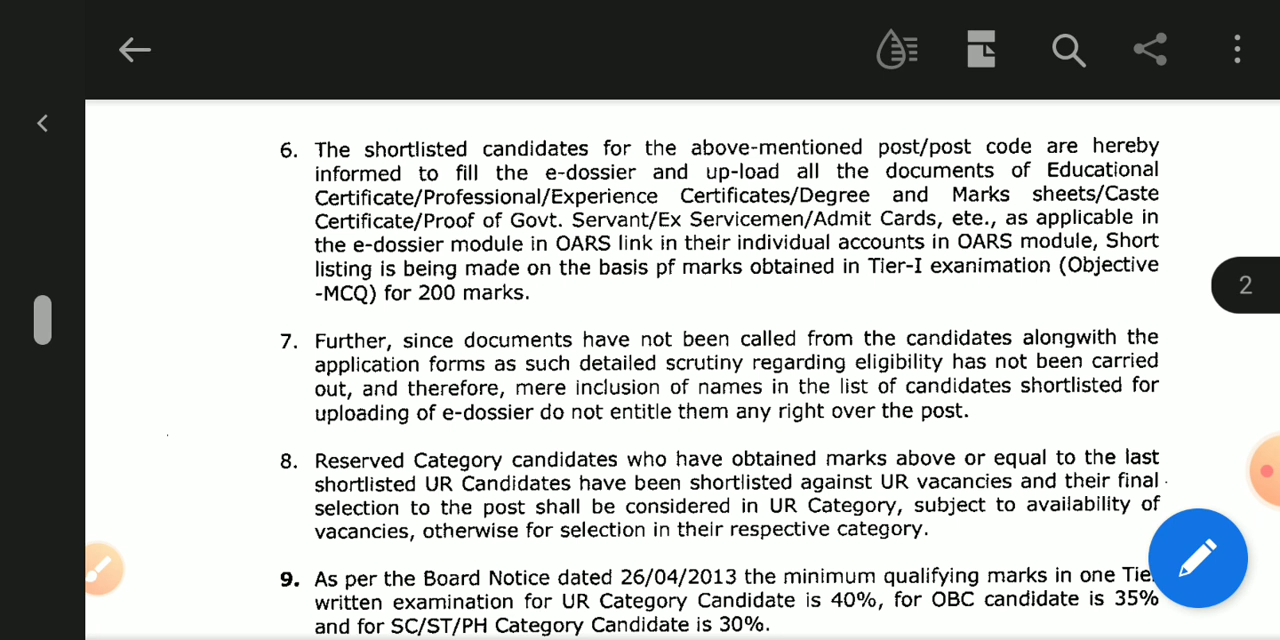 6. The shortlisted candidates for the above-mentioned post/post code are hereby
informed to fill the e-dossier and up-load all the documents of Educational
Certificate/Professional/Experience Certificates/Degree and Marks sheets/Caste
Certificate/Proof of Govt. Servant/Ex Servicemen/Admit Cards, ete., as applicable in
the e-dossier module in OARS link in their individual accounts in OARS module, Short
listing is being made on the basis pf marks obtained in Tier-I exanimation (Objective
-MCQ) for 200 marks.
2
7. Further, since documents have not been called from the candidates alongwith the
application forms as such detailed scrutiny regarding eligibility has not been carried
out, and therefore, mere inclusion of names in the list of candidates shortlisted for
uploading of e-dossier do not entitle them any right over the post.
8. Reserved Category candidates who have obtained marks above or equal to the last
shortlisted UR Candidates have been shortlisted against UR vacancies and their final
selection to the post shall be considered in UR Category, subject to availability of
vacancies, otherwise for selection in their respective category.
9. As per the Board Notice dated 26/04/2013 the minimum qualifying marks in one Tie
written examination for UR Category Candidate is 40%, for OBC candidate is 35%
and for SC/ST/PH Category Candidate is 30%.